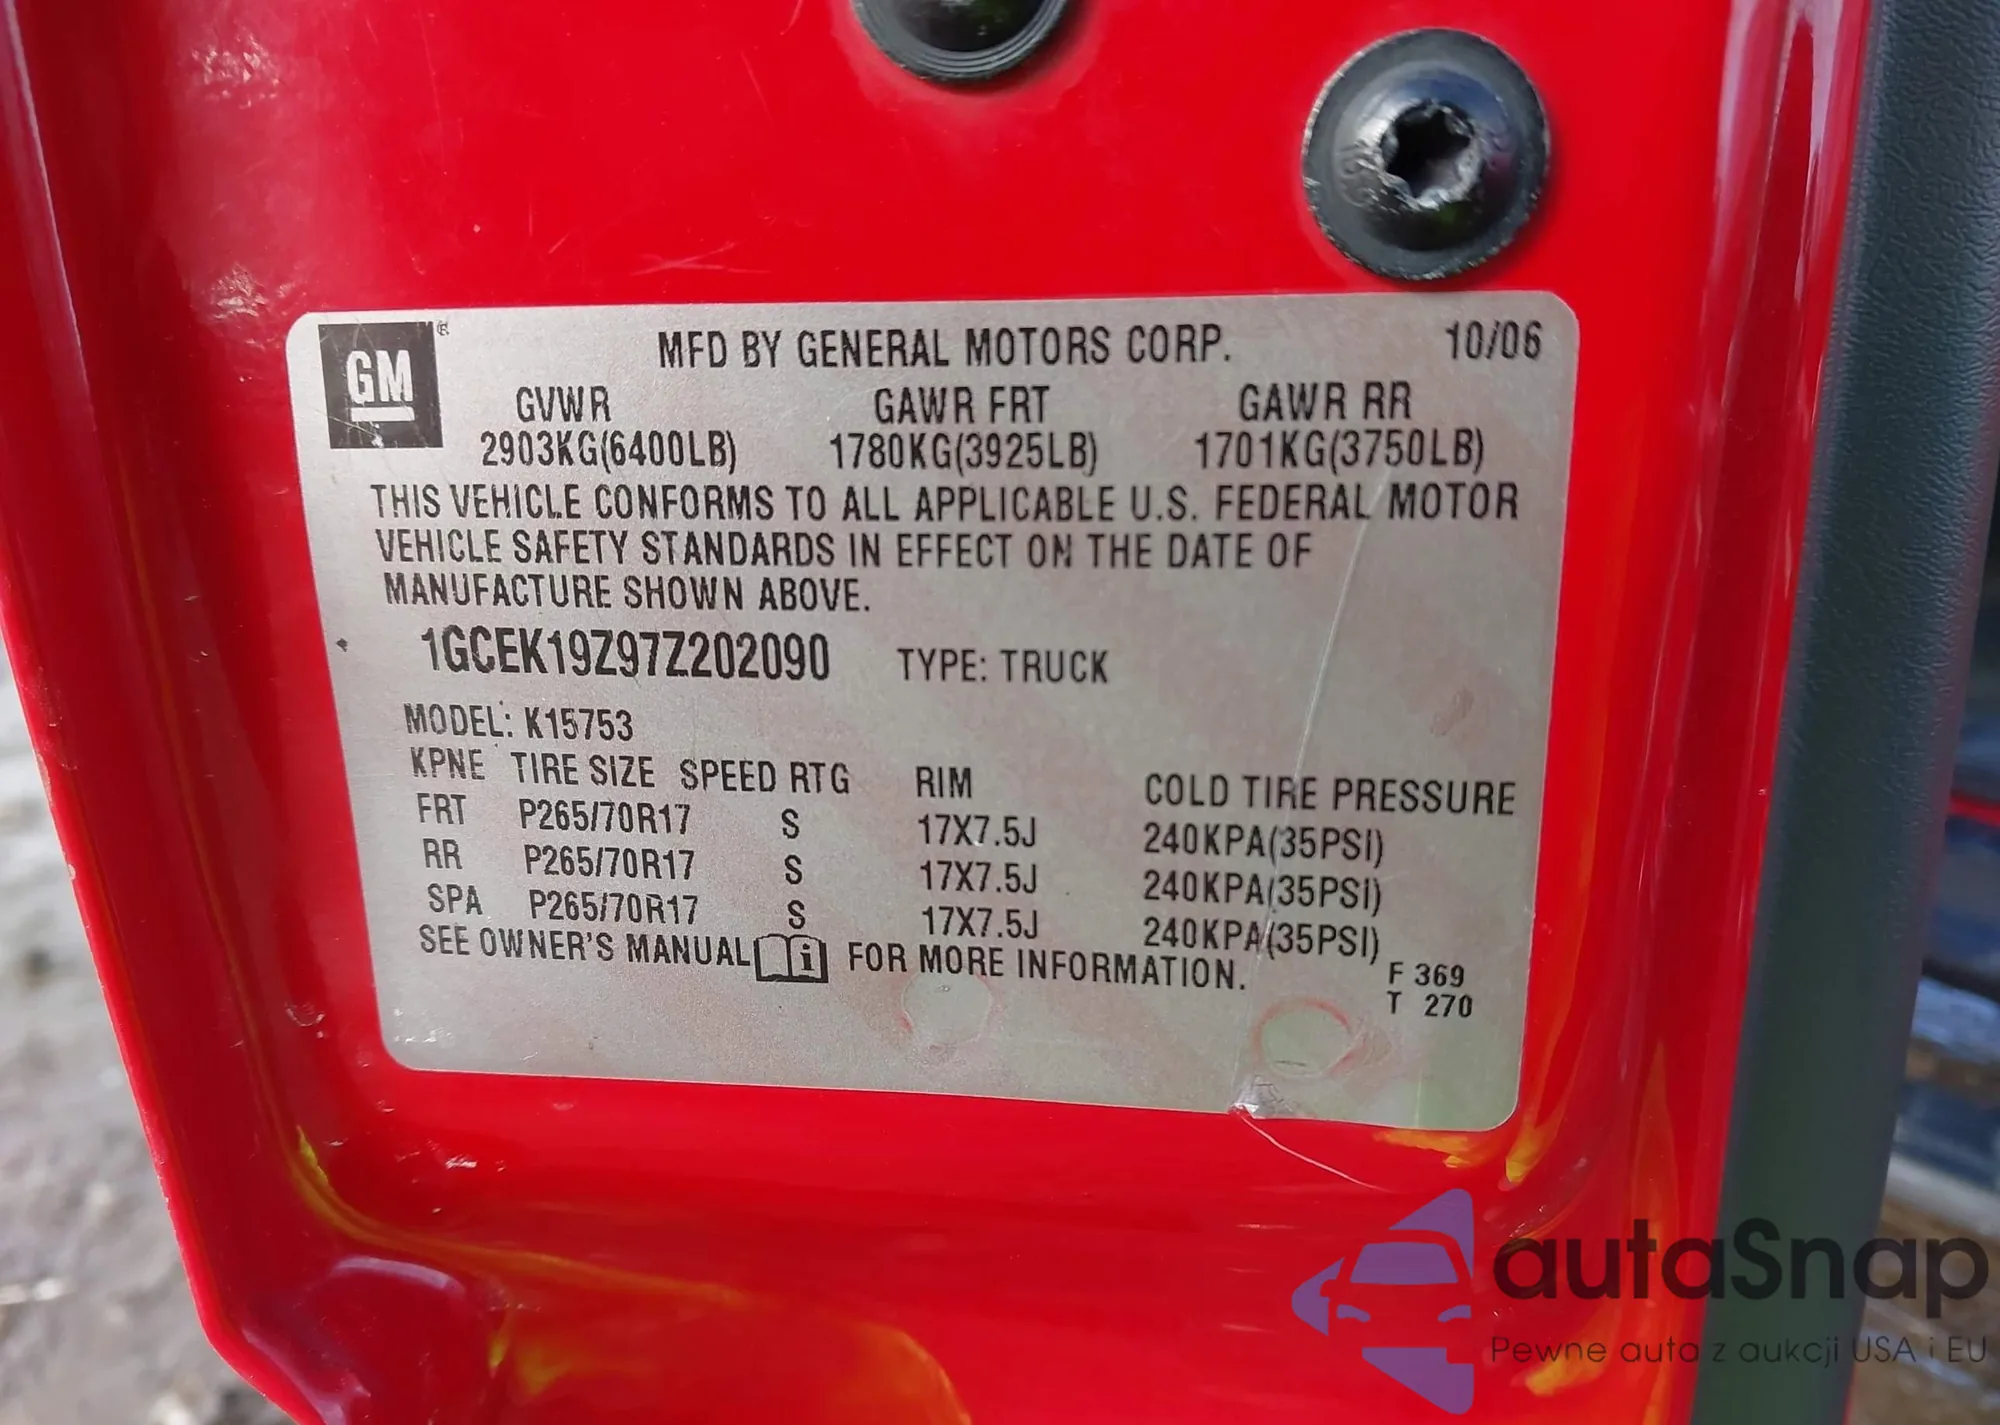 GM
MFD BY GENERAL MOTORS CORP. 10/06
GVWR GAWR FRT GAWR RR
2903KG(6400LB) 1780KG(3925LB) 1701KG(3750LB)
THIS VEHICLE CONFORMS TO ALL APPLICABLE U.S. FEDERAL MOTOR
VEHICLE SAFETY STANDARDS IN EFFECT ON THE DATE OF
MANUFACTURE SHOWN ABOVE.
1GCEK19Z97Z202090 TYPE: TRUCK
MODEL: K15753
KPNE TIRE SIZE SPEED RTG RIM COLD TIRE PRESSURE
FRT P265/70R17 S 17X7.5J 240KPA(35PSI)
RR P265/70R17 S 17X7.5J 240KPA(35PSI)
SPA P265/70R17 S 17X7.5J 240KPA(35PSI)
SEE OWNER'S MANUAL i FOR MORE INFORMATION.
F 369
T 270
autaSnap
Pewne auta z aukcji USA i EU